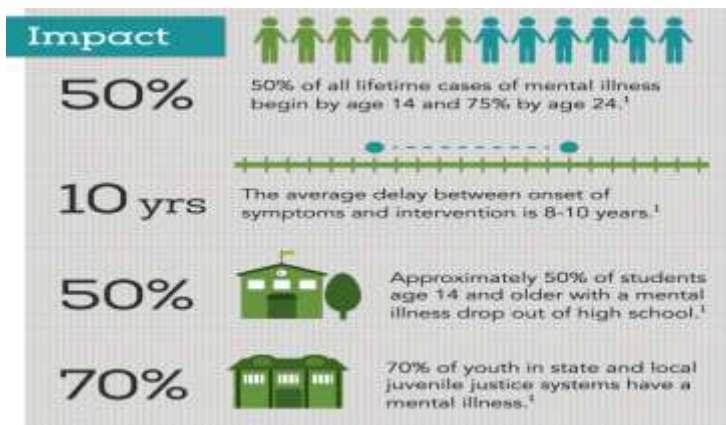 Impact
50%
50% of all lifetime cases of mental illness
begin by age 14 and 75% by age 24.¹
10 yrs
The average delay between onset of
symptoms and intervention is 8-10 years.¹
50%
Approximately 50% of students
age 14 and older with a mental
illness drop out of high school.¹
70%
70% of youth in state and local
juvenile justice systems have a
mental illness.¹